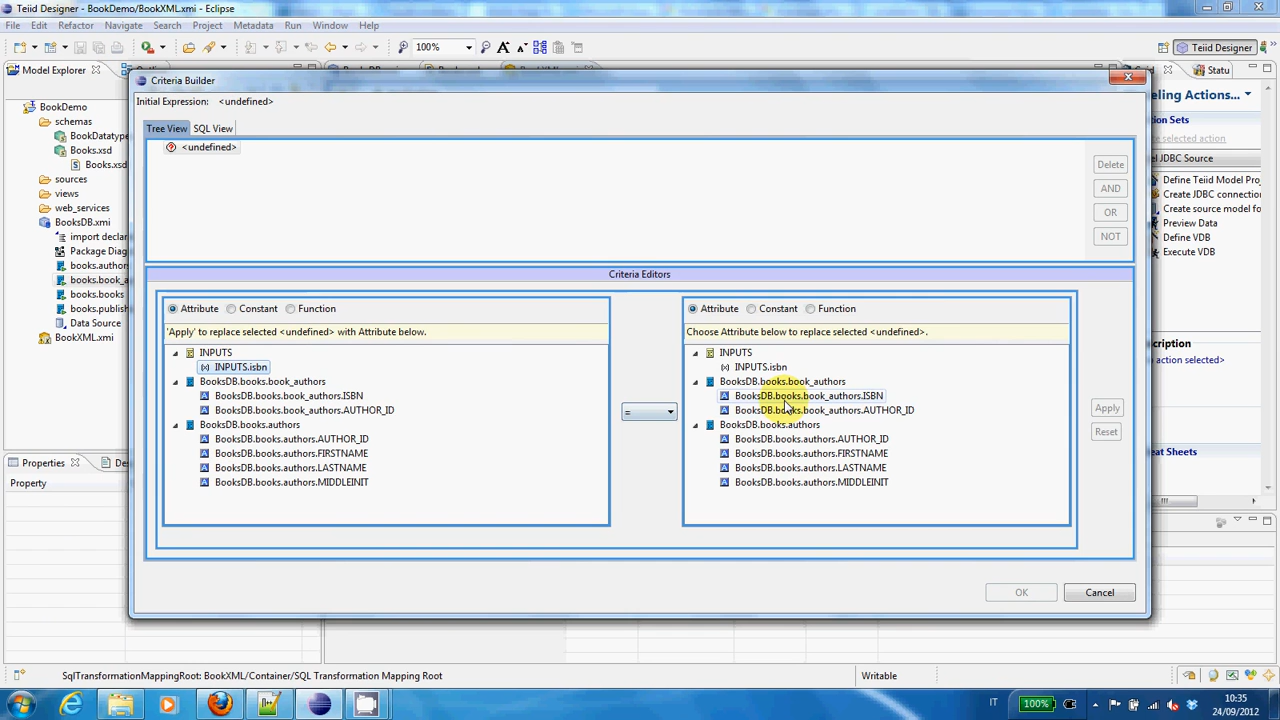 Teiid Designer - BookDemo/BookXML.xmi - Eclipse
File Edit Refactor Navigate Search Project Metadata Run Window Help
100%
Teiid Designer
Model Explorer
Statu
Criteria Builder
Initial Expression: <undefined>
Tree View SQL View
<undefined>
Delete
AND
OR
NOT
BookDemo
schemas
BookDatatype
Books.xsd
Books.xsd
sources
views
web_services
BooksDB.xmi
import declar
Package Diag
books.author
books.book_a
books.books
books.publish
Data Source
BookXML.xmi
eling Actions...
Action Sets
te selected action
el JDBC Source
Define Teiid Model Proj
Create JDBC connection
Create source model fo
Preview Data
Define VDB
Execute VDB
Criteria Editors
Attribute Constant Function
'Apply' to replace selected <undefined> with Attribute below.
INPUTS
INPUTS.isbn
BooksDB.books.book_authors
BooksDB.books.book_authors.ISBN
BooksDB.books.book_authors.AUTHOR_ID
BooksDB.books.authors
BooksDB.books.authors.AUTHOR_ID
BooksDB.books.authors.FIRSTNAME
BooksDB.books.authors.LASTNAME
BooksDB.books.authors.MIDDLEINIT
=
Attribute Constant Function
Choose Attribute below to replace selected <undefined>.
INPUTS
INPUTS.isbn
BooksDB.books.book_authors
BooksDB.books.book_authors.ISBN
BooksDB.books.book_authors.AUTHOR_ID
BooksDB.books.authors
BooksDB.books.authors.AUTHOR_ID
BooksDB.books.authors.FIRSTNAME
BooksDB.books.authors.LASTNAME
BooksDB.books.authors.MIDDLEINIT
Apply
Reset
cription
action selected>
eat Sheets
Properties
Des
Property
OK Cancel
SqlTransformationMappingRoot: BookXML/Container/SQL Transformation Mapping Root
Writable
IT
100%
10:35
24/09/2012